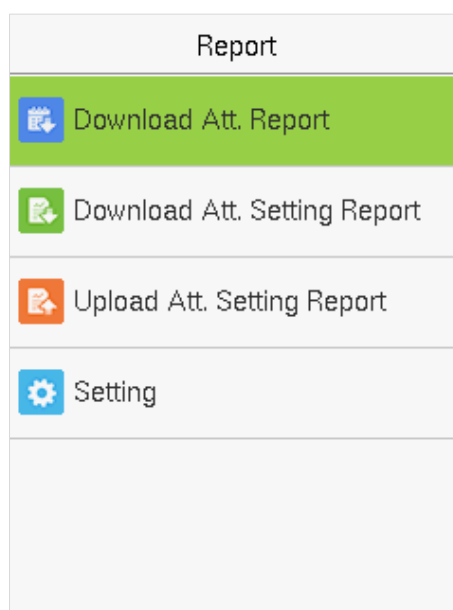 Report
Download Att. Report
Download Att. Setting Report
Upload Att. Setting Report
Setting